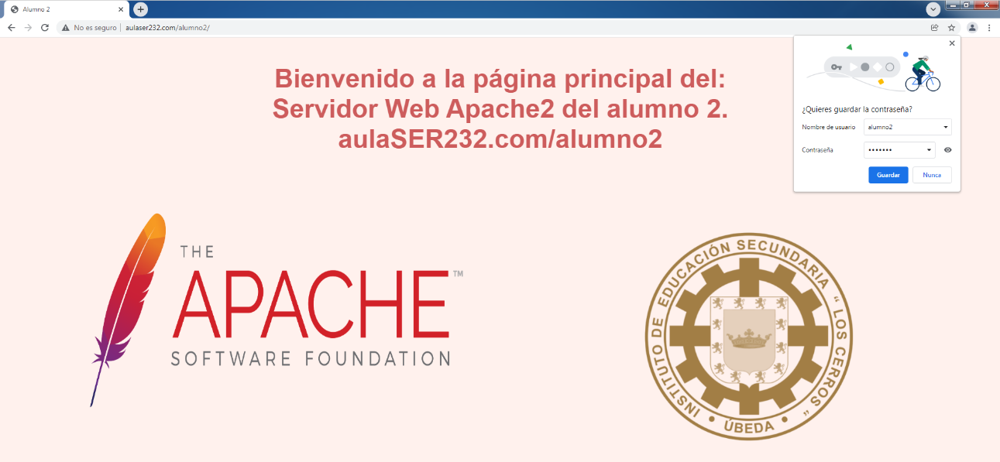 Alumno 2
No es seguro | aulaser232.com/alumno2/
¿Quieres guardar la contraseña?
Nombre de usuario alumno2
Contraseña •••••••
Guardar Nunca
Bienvenido a la página principal del:
Servidor Web Apache2 del alumno 2.
aulaSER232.com/alumno2
THE
APACHE™
SOFTWARE FOUNDATION
INSTITUTO DE EDUCACIÓN SECUNDARIA “ LOS CERROS „
• ÚBEDA •